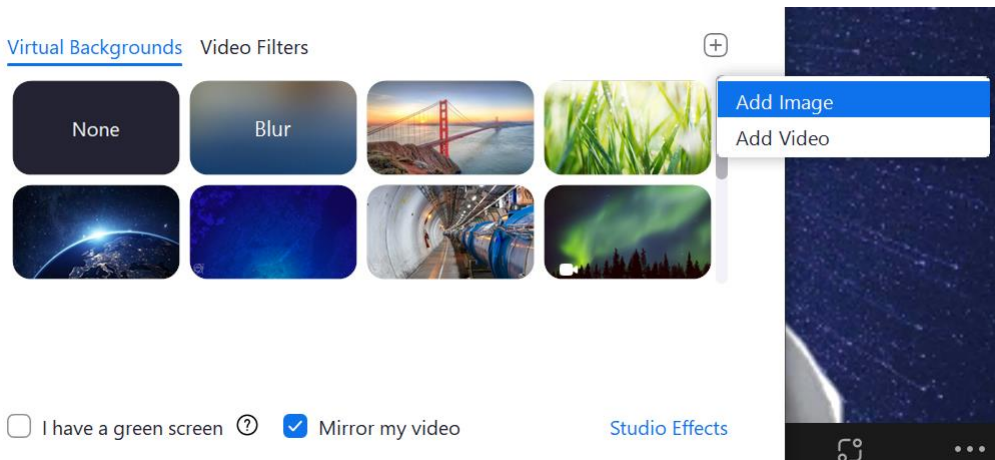 Virtual Backgrounds Video Filters
Add Image
Add Video
None
Blur
I have a green screen ? Mirror my video
Studio Effects